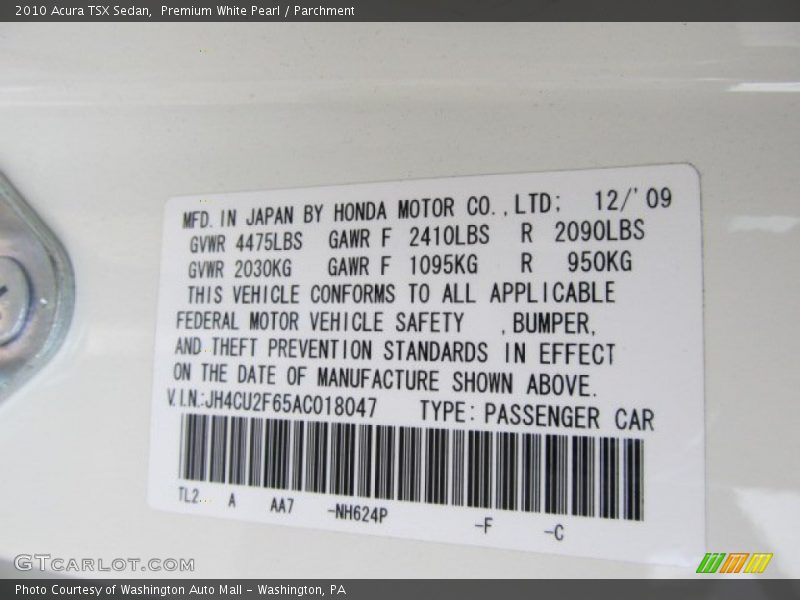 2010 Acura TSX Sedan,  Premium White Pearl / Parchment
MFD. IN JAPAN BY HONDA MOTOR CO., LTD; 12/'09
GVWR 4475LBS GAWR F 2410LBS R 2090LBS
GVWR 2030KG GAWR F 1095KG R 950KG
THIS VEHICLE CONFORMS TO ALL APPLICABLE
FEDERAL MOTOR VEHICLE SAFETY , BUMPER,
AND THEFT PREVENTION STANDARDS IN EFFECT
ON THE DATE OF MANUFACTURE SHOWN ABOVE.
V.I.N.:JH4CU2F65AC018047 TYPE: PASSENGER CAR
TL2.. A AA7 -NH624P -F -C
GTCarLot.com
Photo Courtesy of Washington Auto Mall - Washington, PA